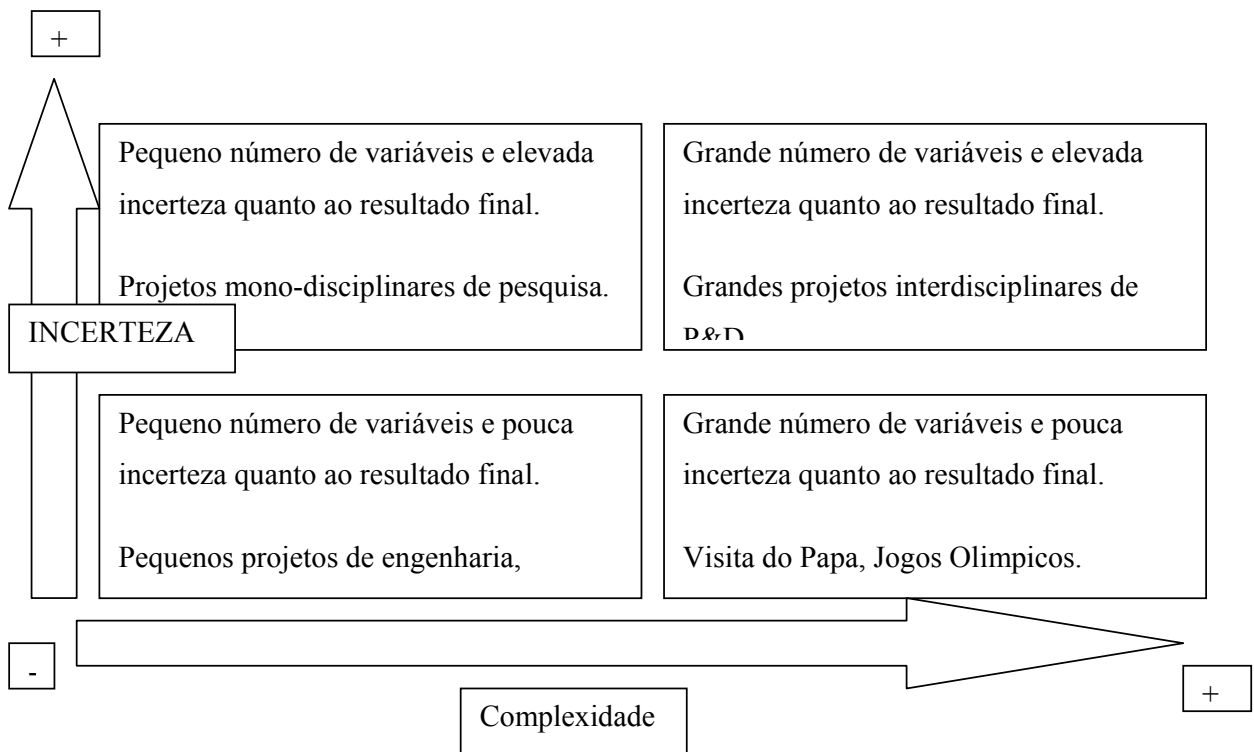 +
Pequeno número de variáveis e elevada
incerteza quanto ao resultado final.
Projetos mono-disciplinares de pesquisa.
Grande número de variáveis e elevada
incerteza quanto ao resultado final.
Grandes projetos interdisciplinares de
P&D
INCERTEZA
Pequeno número de variáveis e pouca
incerteza quanto ao resultado final.
Pequenos projetos de engenharia,
Grande número de variáveis e pouca
incerteza quanto ao resultado final.
Visita do Papa, Jogos Olimpicos.
-
+
Complexidade